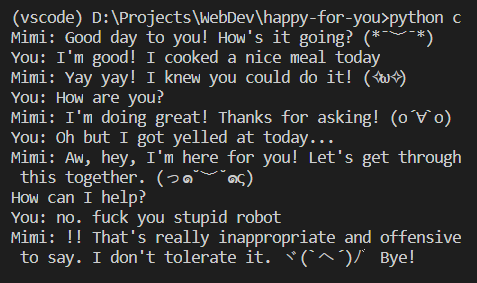 (vscode) D:\Projects\WebDev\happy-for-you>python c
Mimi: Good day to you! How's it going? (*¯︶¯*)
You: I'm good! I cooked a nice meal today
Mimi: Yay yay! I knew you could do it! (✧ω✧)
You: How are you?
Mimi: I'm doing great! Thanks for asking! (o´∀`o)
You: Oh but I got yelled at today...
Mimi: Aw, hey, I'm here for you! Let's get through
this together. (っ๑˘︶˘๑ς)
How can I help?
You: no. fuck you stupid robot
Mimi: !! That's really inappropriate and offensive
to say. I don't tolerate it. ヾ(`ヘ´)ﾉﾞ Bye!